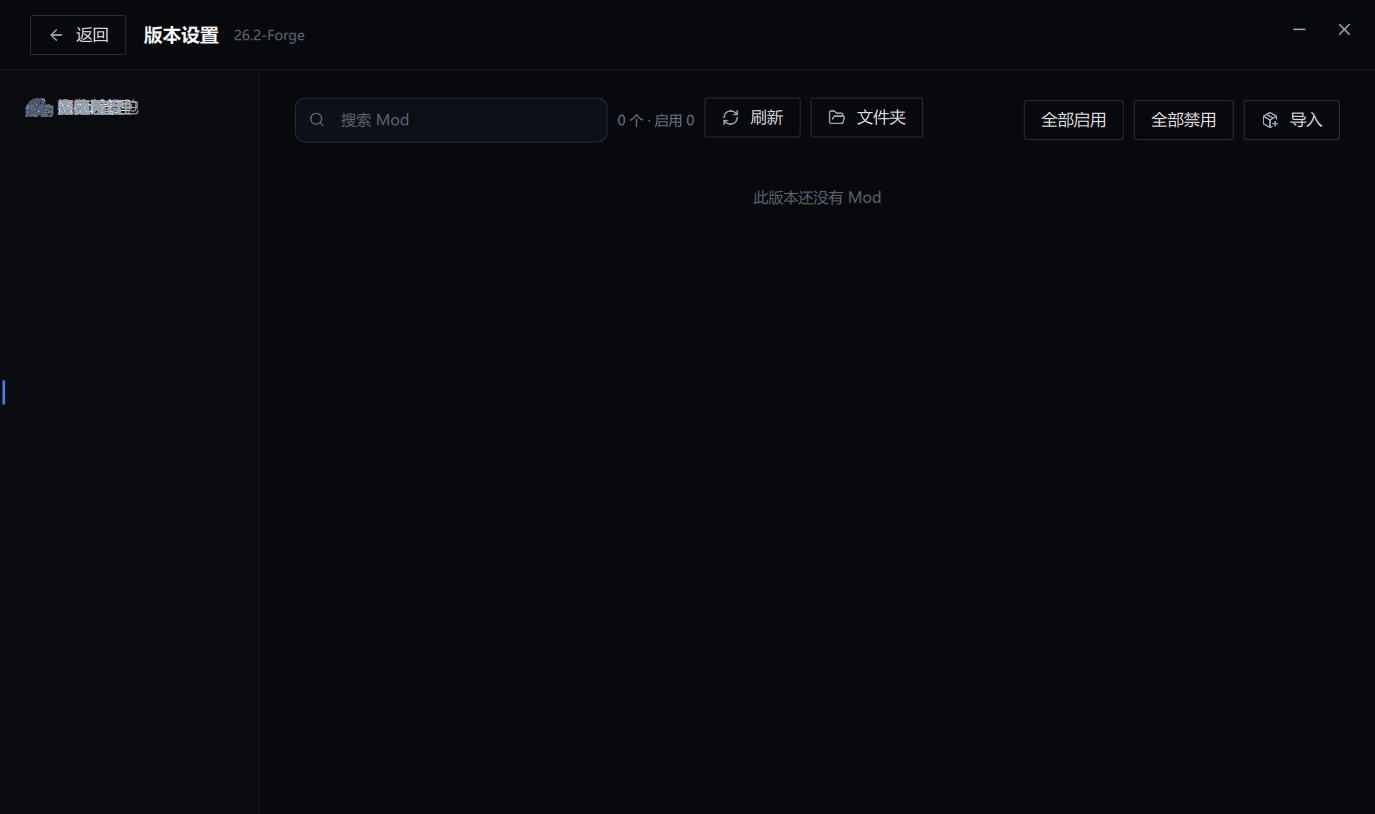 返回
版本设置
26.2-Forge
搜索 Mod
0 个 · 启用 0
刷新
文件夹
全部启用
全部禁用
导入
此版本还没有 Mod